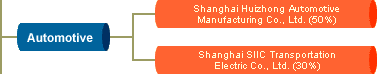 Shanghai Huizhong Automotive
Manufacturing Co., Ltd. (50%)
Automotive
Shanghai SIIC Transportation
Electric Co., Ltd. (30%)